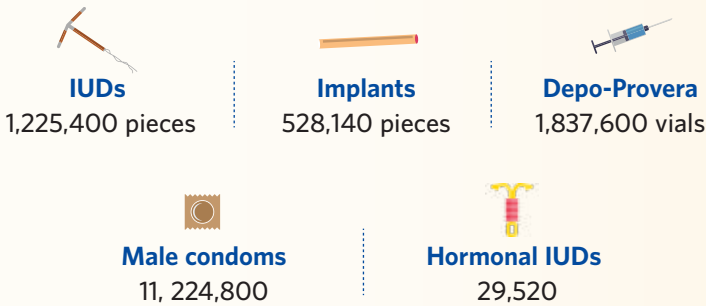 IUDs
1,225,400 pieces
Implants
528,140 pieces
Depo-Provera
1,837,600 vials
Male condoms
11, 224,800
Hormonal IUDs
29,520